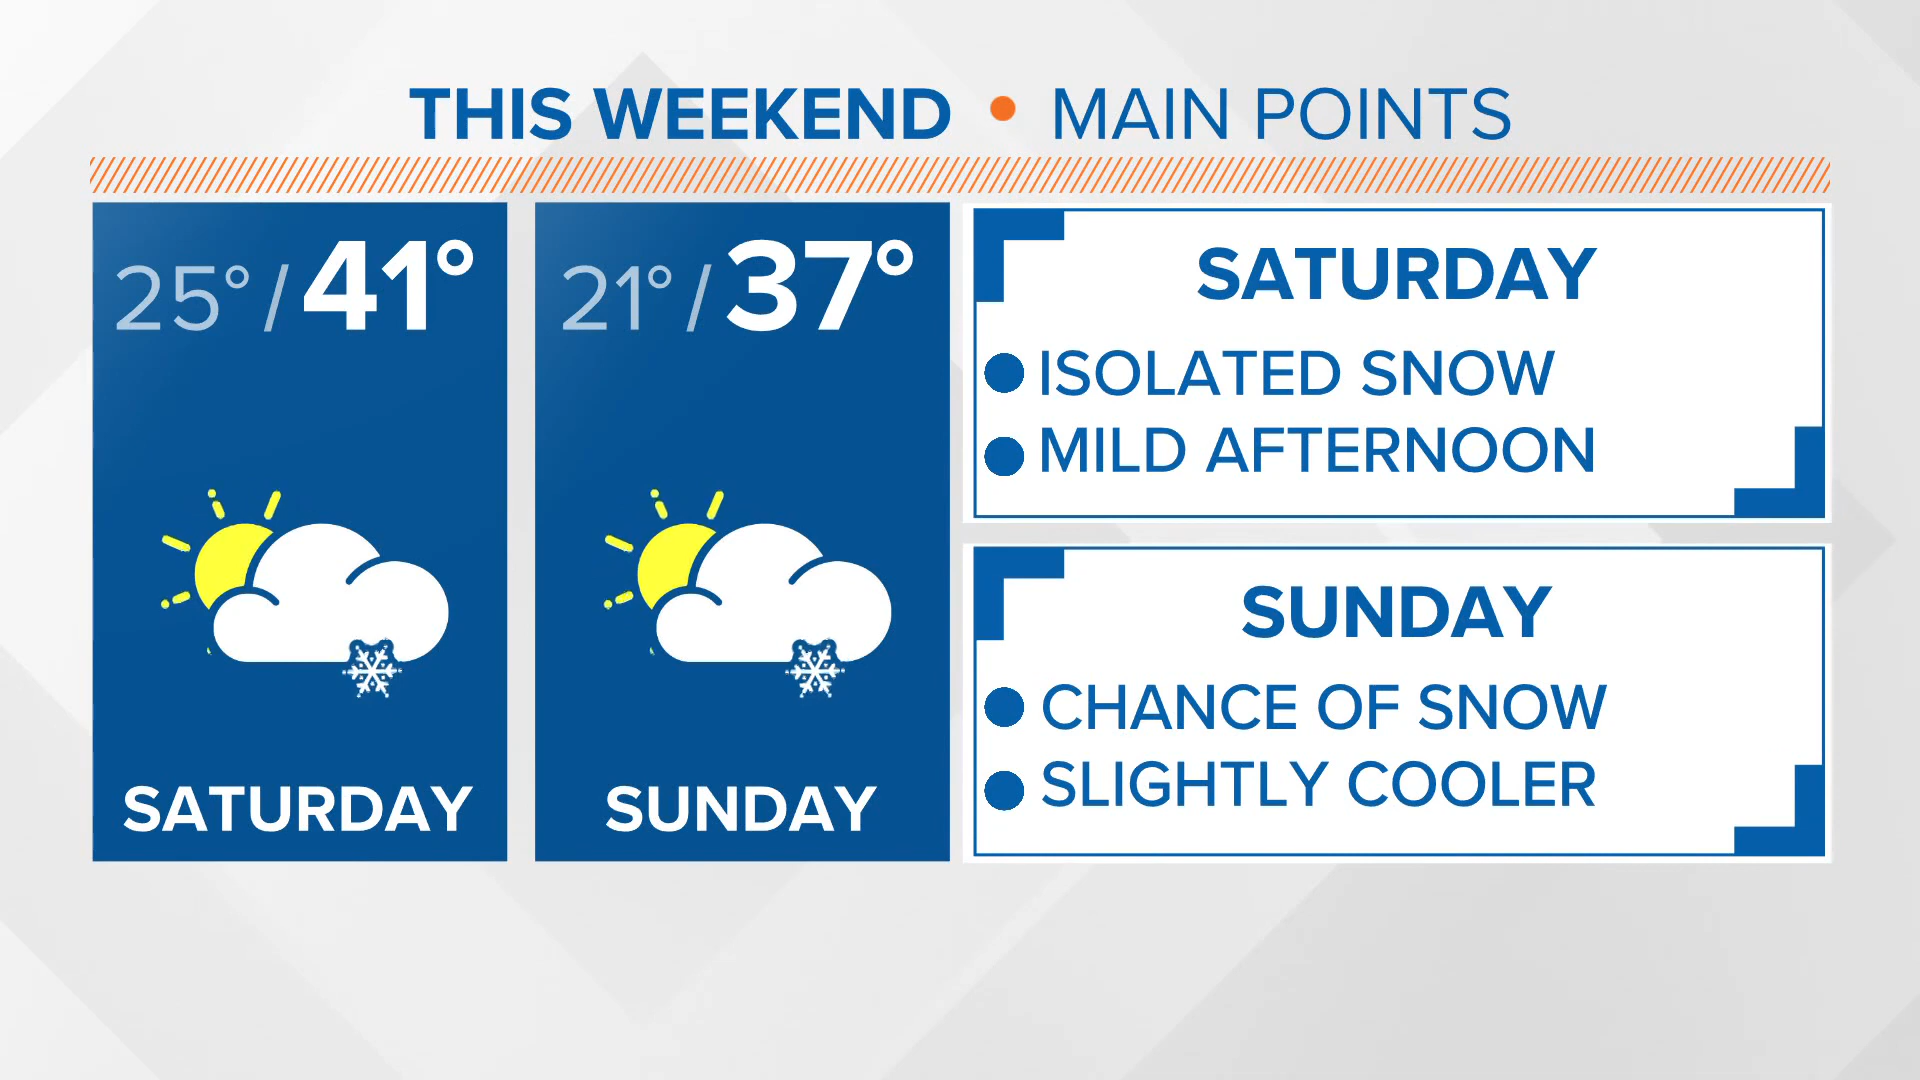 THIS WEEKEND • MAIN POINTS
25°/41°
SATURDAY
21°/37°
SUNDAY
SATURDAY
● ISOLATED SNOW
● MILD AFTERNOON
SUNDAY
● CHANCE OF SNOW
● SLIGHTLY COOLER